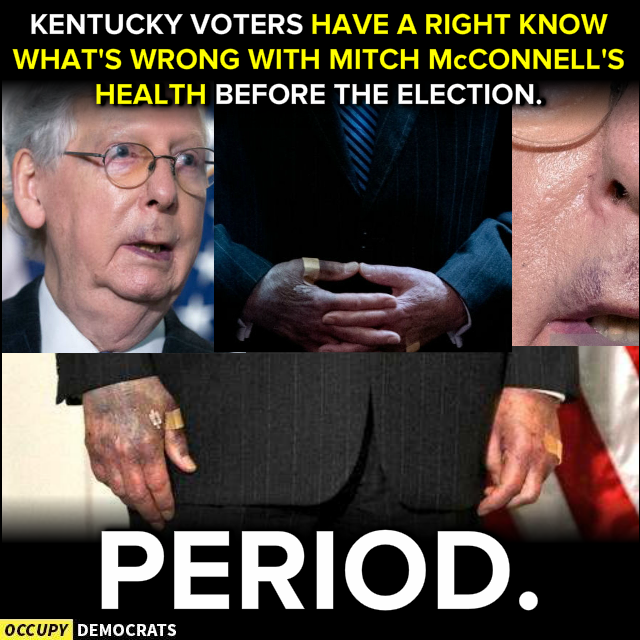 KENTUCKY VOTERS HAVE A RIGHT KNOW
WHAT'S WRONG WITH MITCH McCONNELL'S
HEALTH BEFORE THE ELECTION.
PERIOD.
OCCUPY DEMOCRATS